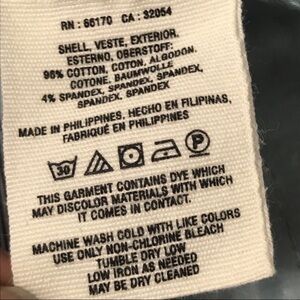 RN : 66170 CA : 32054
SHELL, VESTE, EXTERIOR,
ESTERNO, OBERSTOFF:
96% COTTON, COTON, ALGODON,
COTONE, BAUMWOLLE
4% SPANDEX, SPANDEX, SPANDEX,
SPANDEX, SPANDEX
MADE IN PHILIPPINES, HECHO EN FILIPINAS,
FABRIQUÉ EN PHILIPPINES
30 P
THIS GARMENT CONTAINS DYE WHICH
MAY DISCOLOR MATERIALS WITH WHICH
IT COMES IN CONTACT.
MACHINE WASH COLD WITH LIKE COLORS
USE ONLY NON-CHLORINE BLEACH
TUMBLE DRY LOW
LOW IRON AS NEEDED
MAY BE DRY CLEANED